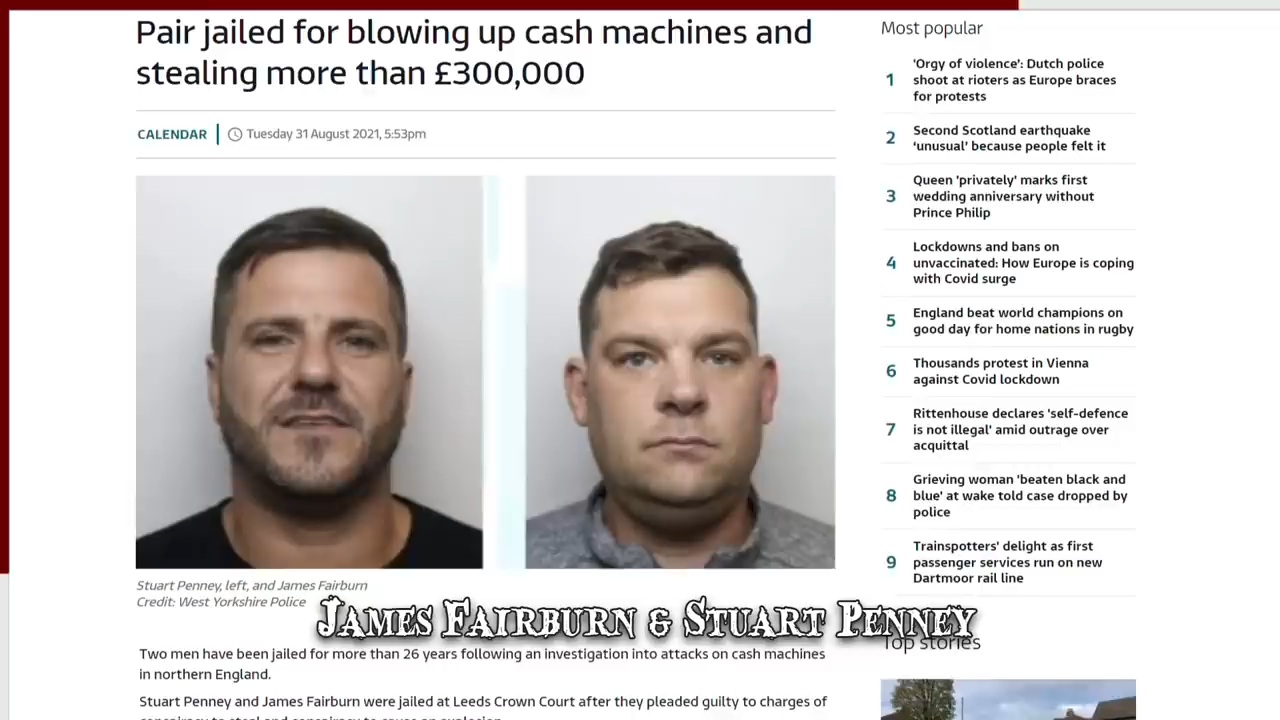 Pair jailed for blowing up cash machines and
stealing more than £300,000
CALENDAR
Tuesday 31 August 2021, 5:53pm
Stuart Penney, left, and James Fairburn
Credit: West Yorkshire Police
James Fairburn & Stuart Penney
Two men have been jailed for more than 26 years following an investigation into attacks on cash machines
in northern England.
Stuart Penney and James Fairburn were jailed at Leeds Crown Court after they pleaded guilty to charges of
conspiracy to steal and conspiracy to cause an explosion.
Most popular
1
'Orgy of violence': Dutch police
shoot at rioters as Europe braces
for protests
2
Second Scotland earthquake
‘unusual’ because people felt it
3
Queen 'privately' marks first
wedding anniversary without
Prince Philip
4
Lockdowns and bans on
unvaccinated: How Europe is coping
with Covid surge
5
England beat world champions on
good day for home nations in rugby
6
Thousands protest in Vienna
against Covid lockdown
7
Rittenhouse declares 'self-defence
is not illegal' amid outrage over
acquittal
8
Grieving woman 'beaten black and
blue' at wake told case dropped by
police
9
Trainspotters' delight as first
passenger services run on new
Dartmoor rail line
Top stories